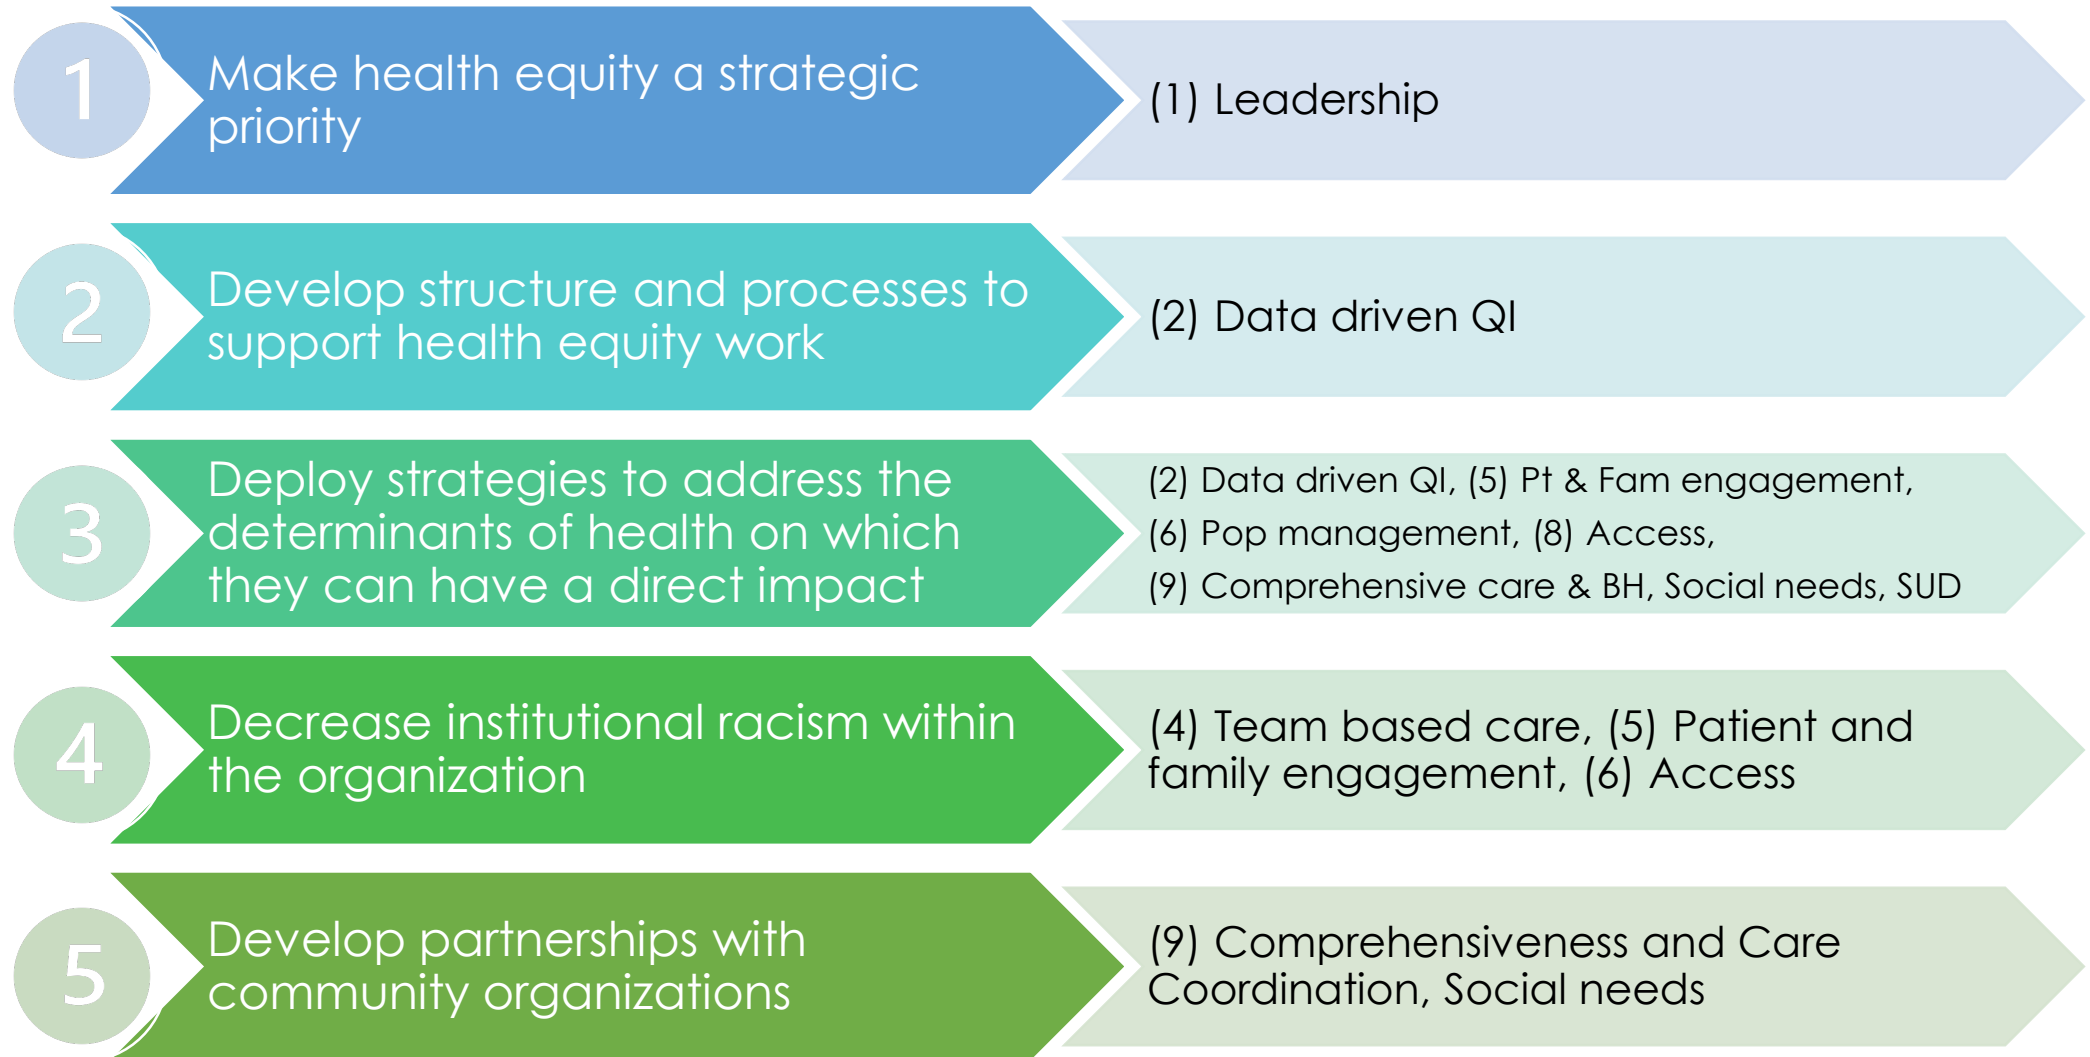 1
Make health equity a strategic
priority
(1) Leadership
2
Develop structure and processes to
support health equity work
(2) Data driven QI
3
Deploy strategies to address the
determinants of health on which
they can have a direct impact
(2) Data driven QI, (5) Pt & Fam engagement,
(6) Pop management, (8) Access,
(9) Comprehensive care & BH, Social needs, SUD
4
Decrease institutional racism within
the organization
(4) Team based care, (5) Patient and
family engagement, (6) Access
5
Develop partnerships with
community organizations
(9) Comprehensiveness and Care
Coordination, Social needs